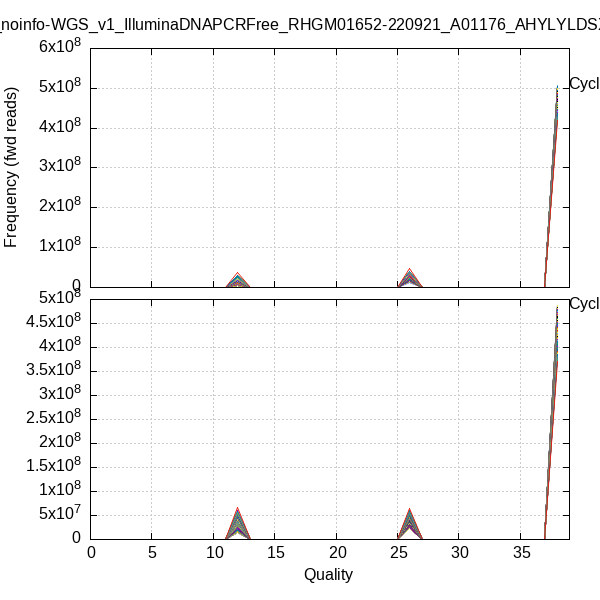 _noinfo-WGS_v1_IlluminaDNAPCRFree_RHGM01652-220921_A01176_AHYLYLDSX
6x10^8
5x10^8
4x10^8
3x10^8
2x10^8
1x10^8
0
Frequency (fwd reads)
Cycl
5x10^8
4.5x10^8
4x10^8
3.5x10^8
3x10^8
2.5x10^8
2x10^8
1.5x10^8
1x10^8
5x10^7
0
Cycl
0 5 10 15 20 25 30 35
Quality